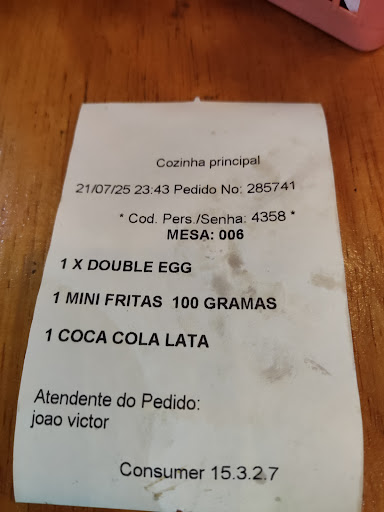 Cozinha principal
21/07/25 23:43 Pedido No: 285741
* Cod. Pers./Senha: 4358 *
MESA: 006
1 X DOUBLE EGG
1 MINI FRITAS 100 GRAMAS
1 COCA COLA LATA
Atendente do Pedido:
joao victor
Consumer 15.3.2.7